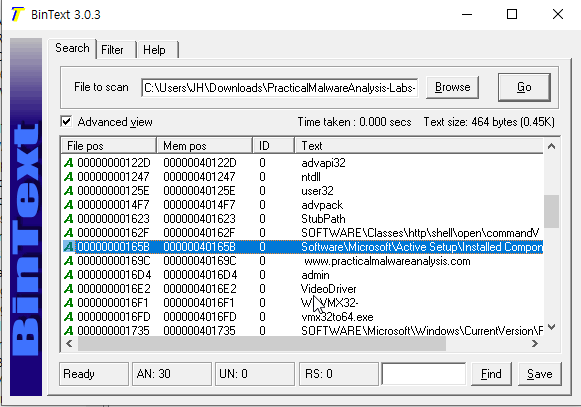 BinText 3.0.3
Search Filter Help
File to scan C:\Users\JH\Downloads\PracticalMalwareAnalysis-Labs- Browse Go
Advanced view Time taken : 0.000 secs Text size: 464 bytes (0.45K)
File pos Mem pos ID Text
A 00000000122D 00000040122D 0 advapi32
A 000000001247 000000401247 0 ntdll
A 00000000125E 00000040125E 0 user32
A 0000000014F7 0000004014F7 0 advpack
A 000000001623 000000401623 0 StubPath
A 00000000162F 00000040162F 0 SOFTWARE\Classes\http\shell\open\commandV
A 00000000165B 00000040165B 0 Software\Microsoft\Active Setup\Installed Compon
A 00000000169C 00000040169C 0 www.practicalmalwareanalysis.com
A 0000000016D4 0000004016D4 0 admin
A 0000000016E2 0000004016E2 0 VideoDriver
A 0000000016F1 0000004016F1 0 VMX32-
A 0000000016FD 0000004016FD 0 vmx32to64.exe
A 000000001735 000000401735 0 SOFTWARE\Microsoft\Windows\CurrentVersion\F
BinText
Ready AN: 30 UN: 0 RS: 0 Find Save